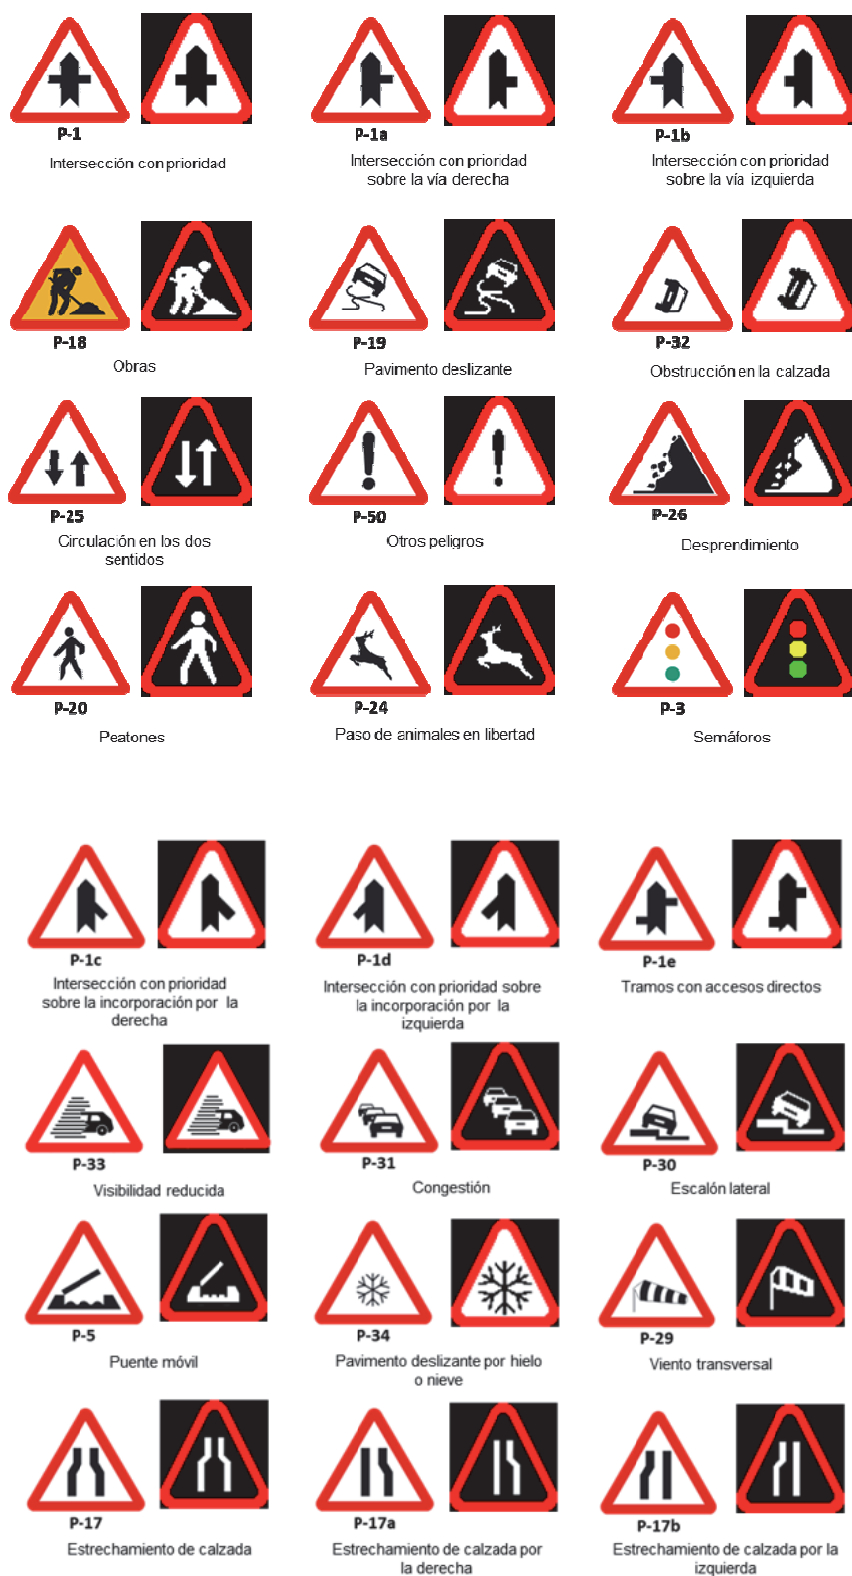 P-1
Intersección con prioridad
P-1a
Intersección con prioridad
sobre la vía derecha
P-1b
Intersección con prioridad
sobre la vía izquierda
P-18
Obras
P-19
Pavimento deslizante
P-32
Obstrucción en la calzada
P-25
Circulación en los dos
sentidos
P-50
Otros peligros
P-26
Desprendimiento
P-20
Peatones
P-24
Paso de animales en libertad
P-3
Semáforos
P-1c
Intersección con prioridad
sobre la incorporación por la
derecha
P-1d
Intersección con prioridad sobre
la incorporación por la
izquierda
P-1e
Tramos con accesos directos
P-33
Visibilidad reducida
P-31
Congestión
P-30
Escalón lateral
P-5
Puente móvil
P-34
Pavimento deslizante por hielo
o nieve
P-29
Viento transversal
P-17
Estrechamiento de calzada
P-17a
Estrechamiento de calzada por
la derecha
P-17b
Estrechamiento de calzada por la
izquierda